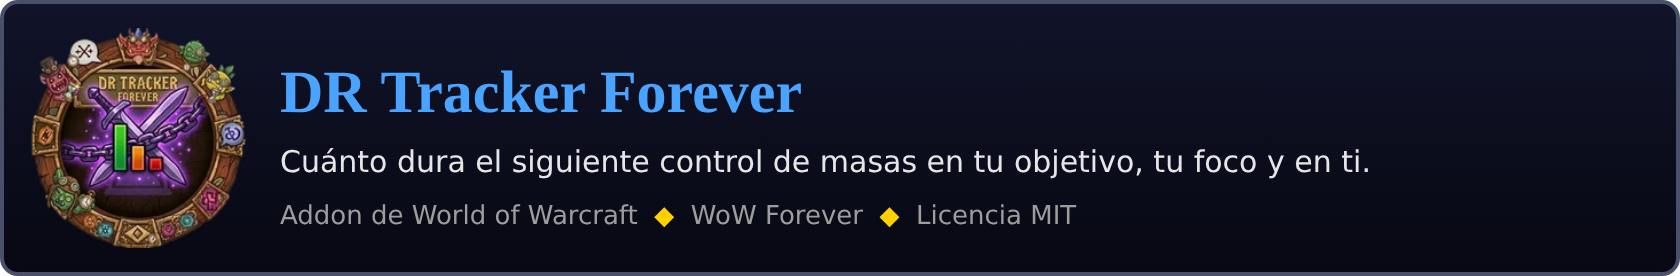 DR TRACKER
FOREVER
DR Tracker Forever
Cuánto dura el siguiente control de masas en tu objetivo, tu foco y en ti.
Addon de World of Warcraft ◆ WoW Forever ◆ Licencia MIT